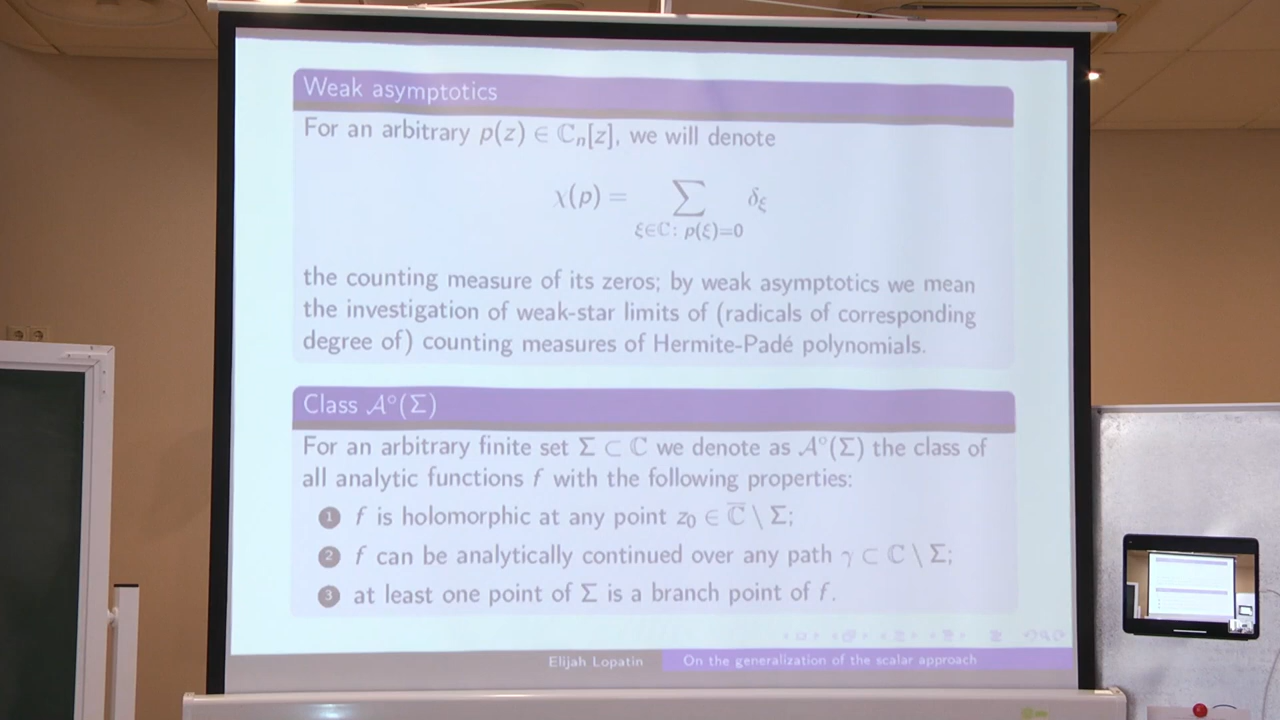 Weak asymptotics
For an arbitrary p(z) ∈ ℂₙ[z], we will denote
χ(p) = ∑ δ_ξ
ξ∈ℂ: p(ξ)=0
the counting measure of its zeros; by weak asymptotics we mean
the investigation of weak-star limits of (radicals of corresponding
degree of) counting measures of Hermite-Padé polynomials.
Class 𝒜°(Σ)
For an arbitrary finite set Σ ⊂ ℂ we denote as 𝒜°(Σ) the class of
all analytic functions f with the following properties:
1 f is holomorphic at any point z₀ ∈ ℂ̅ \ Σ;
2 f can be analytically continued over any path γ ⊂ ℂ \ Σ;
3 at least one point of Σ is a branch point of f.
Elijah Lopatin On the generalization of the scalar approach